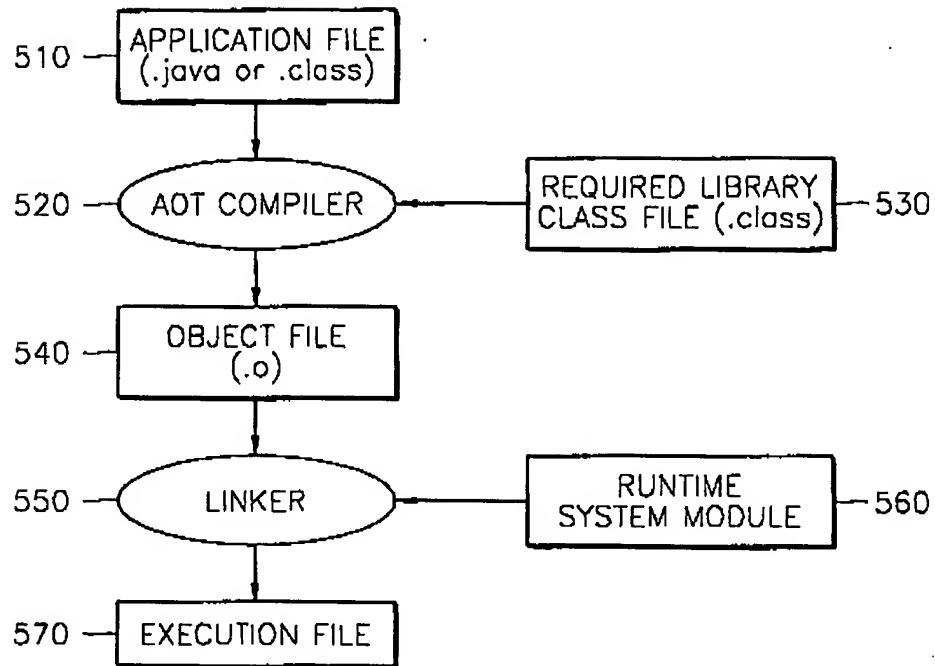 510
APPLICATION FILE
(.java or .class)
520
AOT COMPILER
REQUIRED LIBRARY
CLASS FILE (.class)
530
540
OBJECT FILE
(.o)
550
LINKER
RUNTIME
SYSTEM MODULE
560
570
EXECUTION FILE